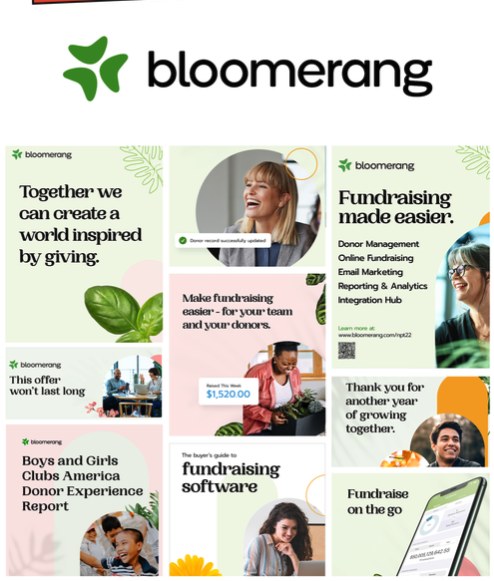 bloomerang
bloomerang
Together we
can create a
world inspired
by giving.
bloomerang
This offer
won't last long
bloomerang
Boys and Girls
Clubs America
Donor Experience
Report
Donor record successfully updated
Make fundraising
easier - for your team
and your donors.
Raised This Week
$1,520.00
The buyer's guide to
fundraising
software
bloomerang
Fundraising
made easier.
Donor Management
Online Fundraising
Email Marketing
Reporting & Analytics
Integration Hub
Learn more at:
www.bloomerang.com/npt22
Thank you for
another year
of growing
together.
Fundraise
on the go